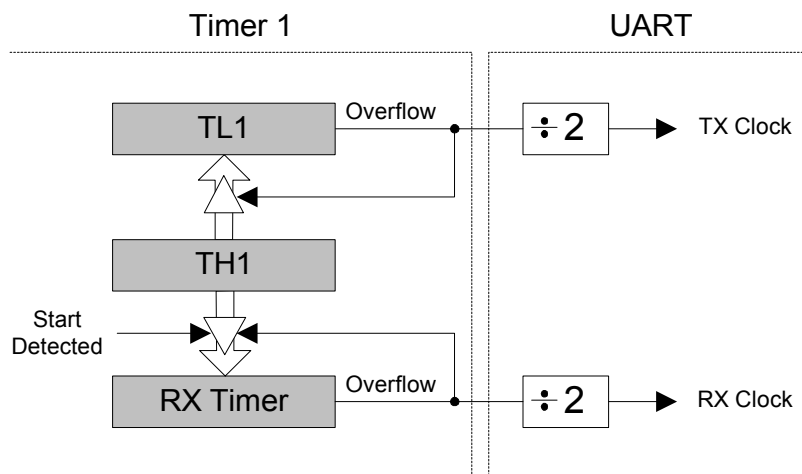 Timer 1
UART
TL1
Overflow
÷ 2
TX Clock
TH1
Start
Detected
RX Timer
Overflow
÷ 2
RX Clock